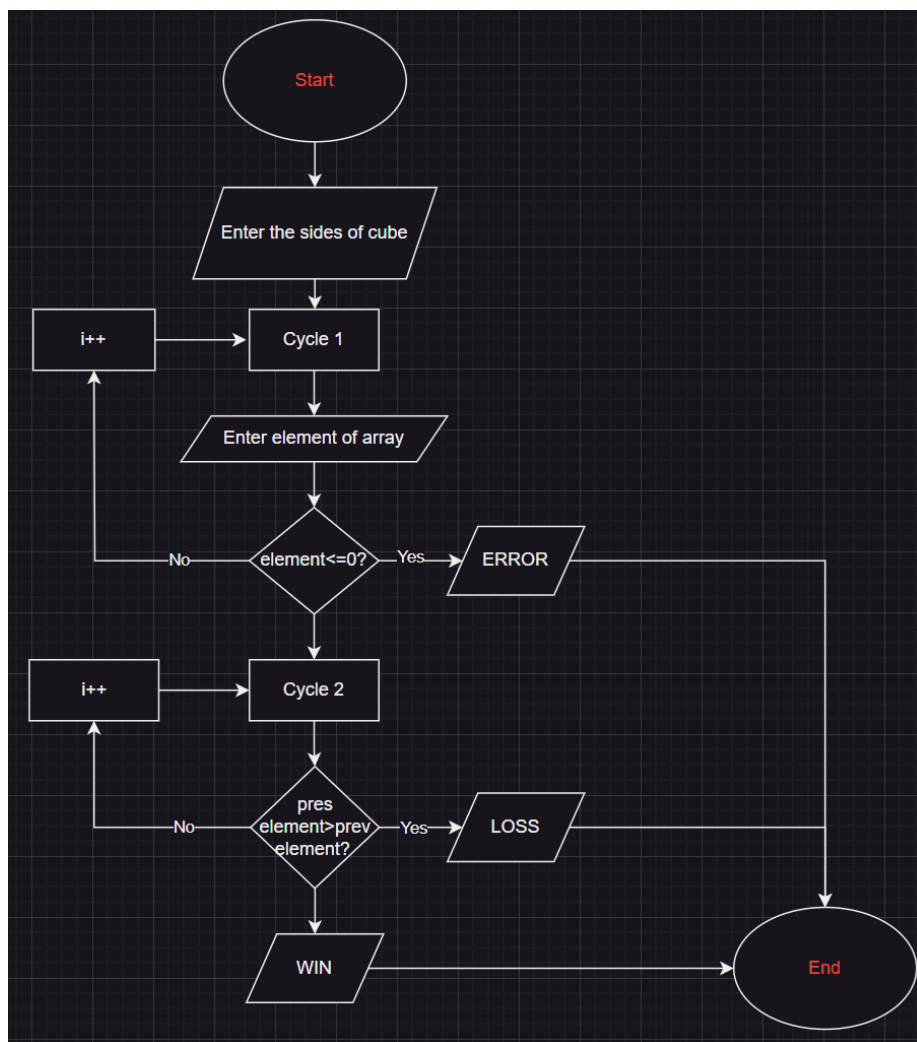 Start
Enter the sides of cube
i++
Cycle 1
Enter element of array
No
element<=0?
Yes
ERROR
i++
Cycle 2
No
pres
element>prev
element?
Yes
LOSS
WIN
End